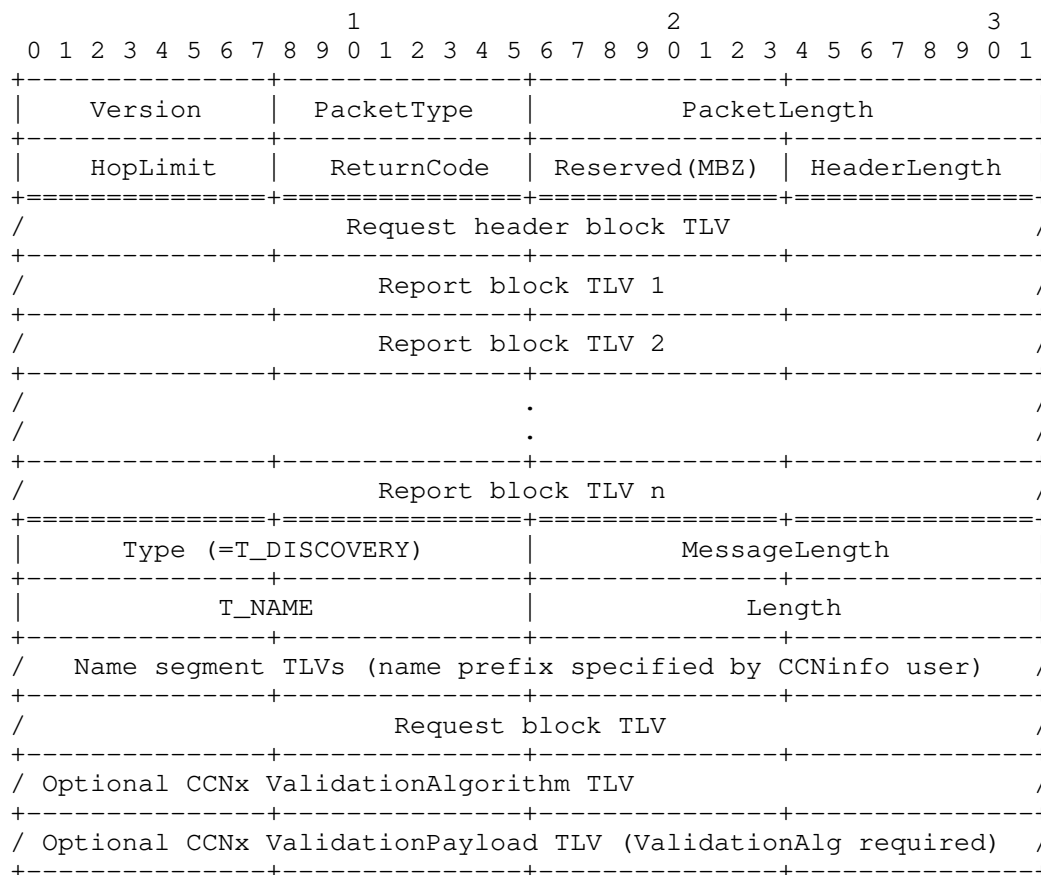 1 2 3
0 1 2 3 4 5 6 7 8 9 0 1 2 3 4 5 6 7 8 9 0 1 2 3 4 5 6 7 8 9 0 1
+---------------+---------------+---------------+---------------
| Version | PacketType | PacketLength |
+---------------+---------------+---------------+---------------
| HopLimit | ReturnCode | Reserved(MBZ) | HeaderLength |
+===============+===============+===============+===============
/ Request header block TLV /
+---------------+---------------+---------------+---------------
/ Report block TLV 1 /
+---------------+---------------+---------------+---------------
/ Report block TLV 2 /
+---------------+---------------+---------------+---------------
/ . /
/ . /
+---------------+---------------+---------------+---------------
/ Report block TLV n /
+===============+===============+===============+===============
| Type (=T_DISCOVERY) | MessageLength |
+---------------+---------------+---------------+---------------
| T_NAME | Length |
+---------------+---------------+---------------+---------------
/ Name segment TLVs (name prefix specified by CCNinfo user) /
+---------------+---------------+---------------+---------------
/ Request block TLV /
+---------------+---------------+---------------+---------------
/ Optional CCNx ValidationAlgorithm TLV /
+---------------+---------------+---------------+---------------
/ Optional CCNx ValidationPayload TLV (ValidationAlg required) /
+---------------+---------------+---------------+---------------